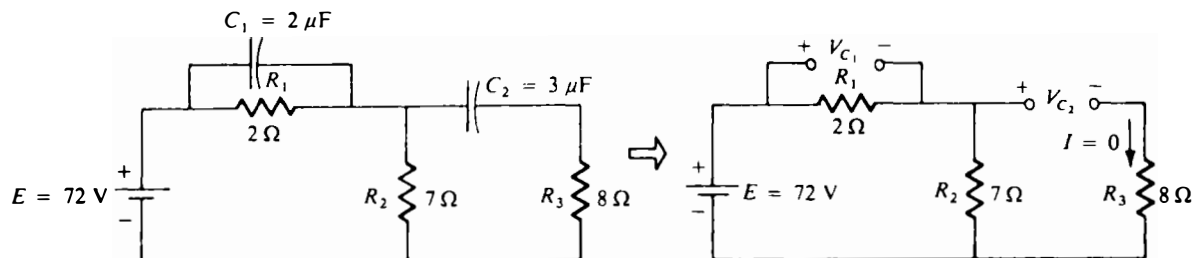 C₁ = 2 μF
R₁
2 Ω
C₂ = 3 μF
+
E = 72 V
−
R₂
7 Ω
R₃
8 Ω
+ V_C₁ −
R₁
2 Ω
+ V_C₂ −
I = 0
+
E = 72 V
−
R₂
7 Ω
R₃
8 Ω